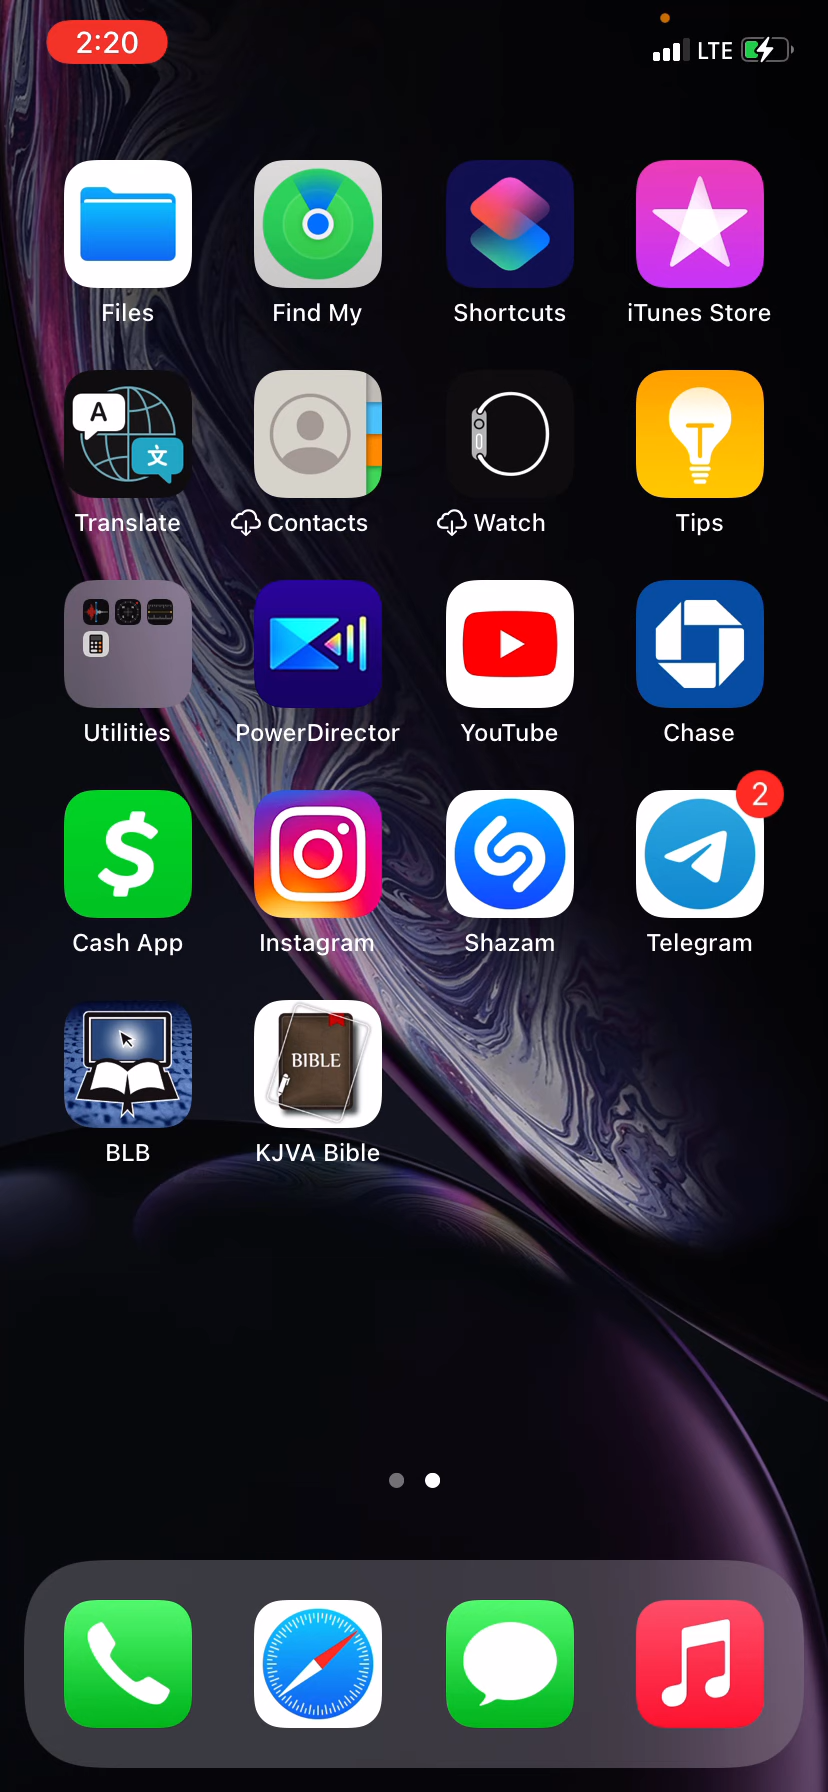 2:20
LTE
Files
Find My
Shortcuts
iTunes Store
A
文
Translate
Contacts
Watch
Tips
Utilities
PowerDirector
YouTube
Chase
$
2
Cash App
Instagram
Shazam
Telegram
BIBLE
BLB
KJVA Bible